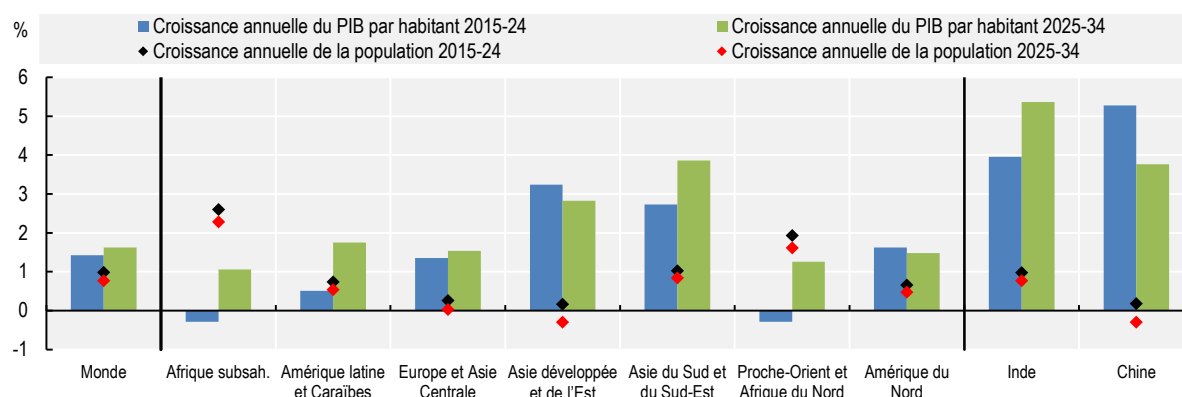 %
Croissance annuelle du PIB par habitant 2015-24
Croissance annuelle du PIB par habitant 2025-34
Croissance annuelle de la population 2015-24
Croissance annuelle de la population 2025-34
6
5
4
3
2
1
0
-1
Monde
Afrique subsah.
Amérique latine
et Caraïbes
Europe et Asie
Centrale
Asie développée
et de l'Est
Asie du Sud et
du Sud-Est
Proche-Orient et
Afrique du Nord
Amérique du
Nord
Inde
Chine